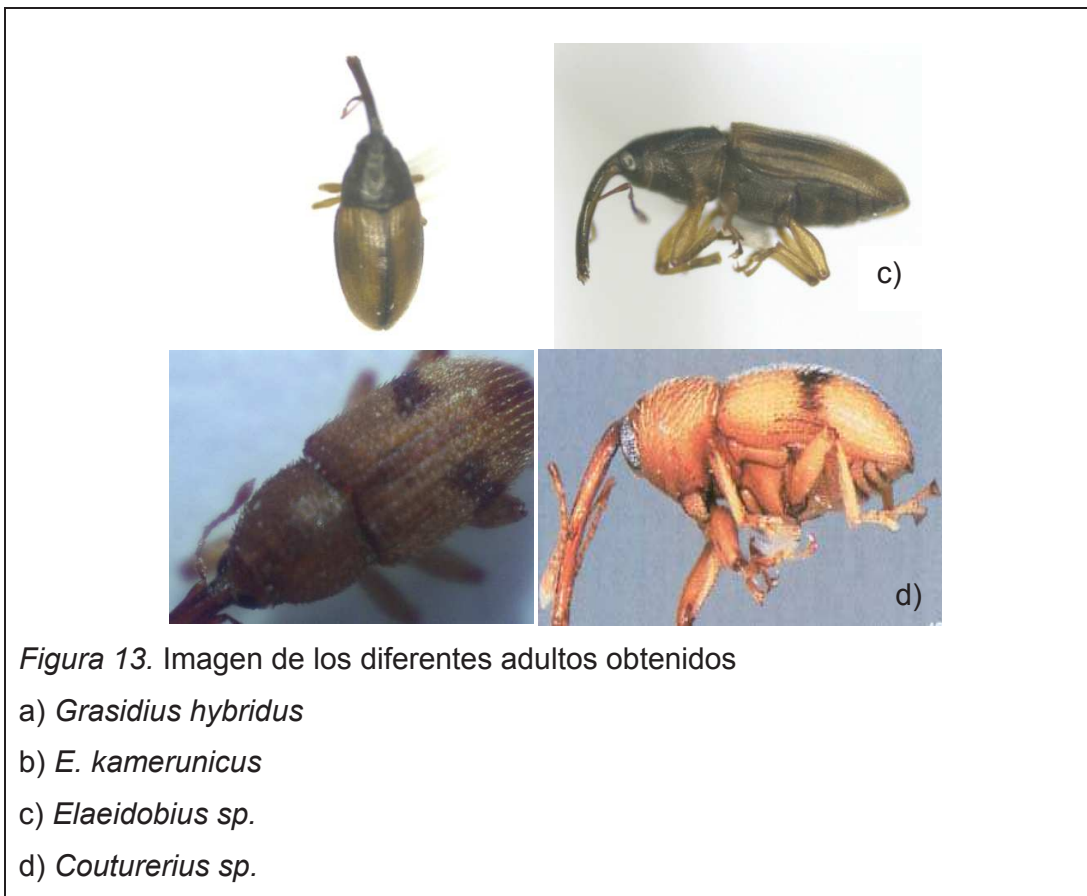 c)
d)
Figura 13. Imagen de los diferentes adultos obtenidos
a) Grasidius hybridus
b) E. kamerunicus
c) Elaeidobius sp.
d) Couturerius sp.